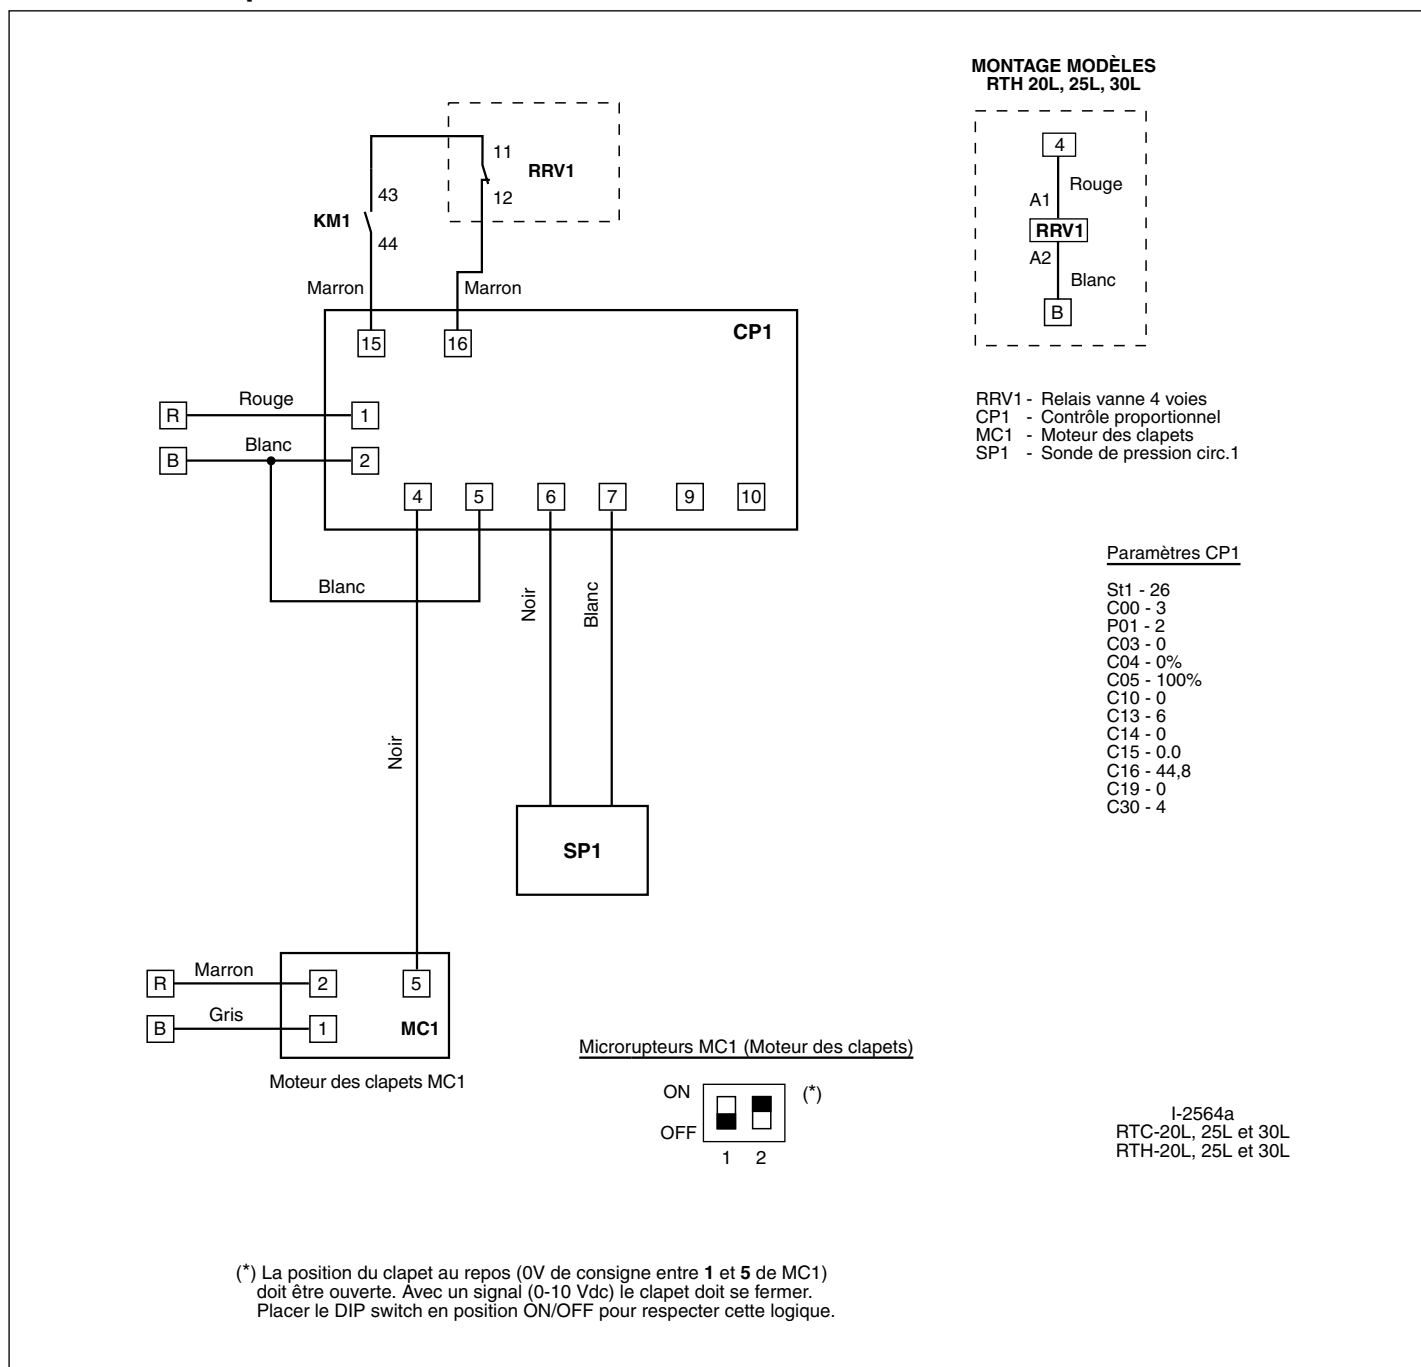 MONTAGE MODÈLES
RTH 20L, 25L, 30L
4
Rouge
A1
RRV1
A2
Blanc
B
11
RRV1
12
43
KM1
44
Marron
Marron
15
16
CP1
R
Rouge
1
B
Blanc
2
4
5
6
7
9
10
Blanc
Noir
Blanc
Noir
SP1
RRV1 - Relais vanne 4 voies
CP1 - Contrôle proportionnel
MC1 - Moteur des clapets
SP1 - Sonde de pression circ.1
Paramètres CP1
St1 - 26
C00 - 3
P01 - 2
C03 - 0
C04 - 0%
C05 - 100%
C10 - 0
C13 - 6
C14 - 0
C15 - 0.0
C16 - 44,8
C19 - 0
C30 - 4
R
Marron
2
5
B
Gris
1
MC1
Moteur des clapets MC1
Microrupteurs MC1 (Moteur des clapets)
ON
(*)
OFF
1 2
I-2564a
RTC-20L, 25L et 30L
RTH-20L, 25L et 30L
(*) La position du clapet au repos (0V de consigne entre 1 et 5 de MC1)
doit être ouverte. Avec un signal (0-10 Vdc) le clapet doit se fermer.
Placer le DIP switch en position ON/OFF pour respecter cette logique.